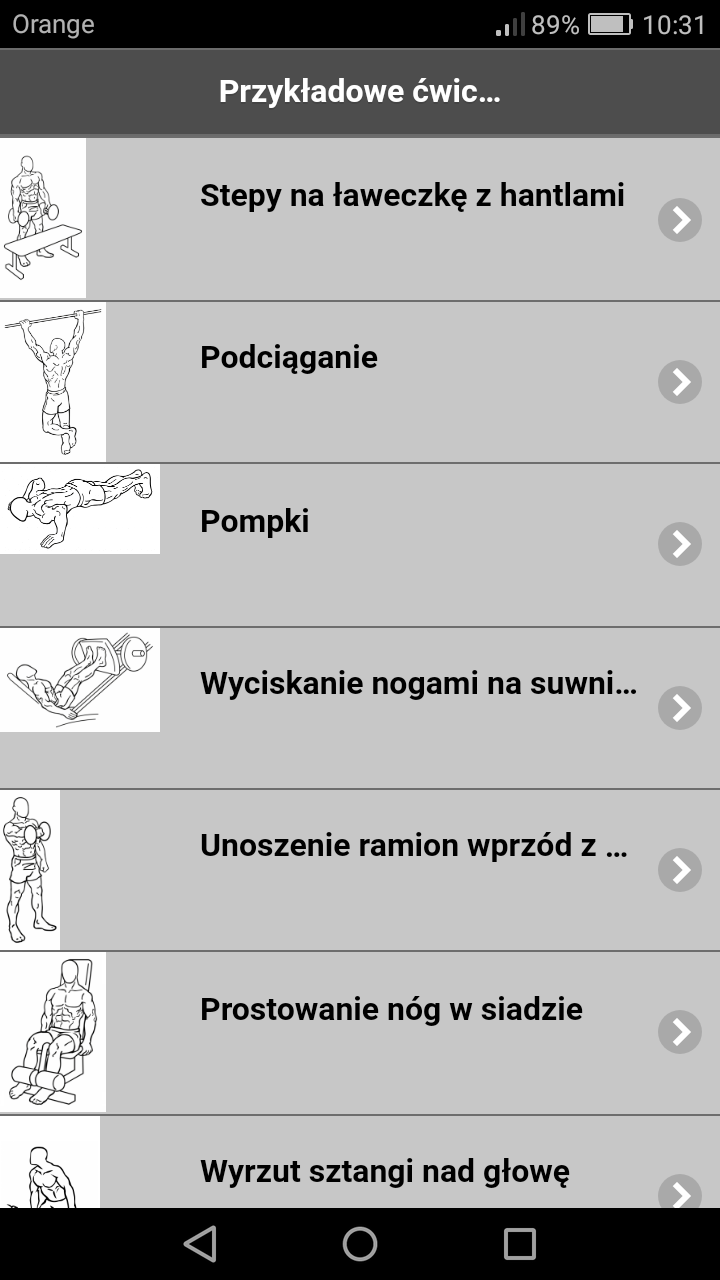 Orange 89% 10:31
Przykładowe ćwic...
Stepy na ławeczkę z hantlami
Podciąganie
Pompki
Wyciskanie nogami na suwni...
Unoszenie ramion wprzód z ...
Prostowanie nóg w siadzie
Wyrzut sztangi nad głowę